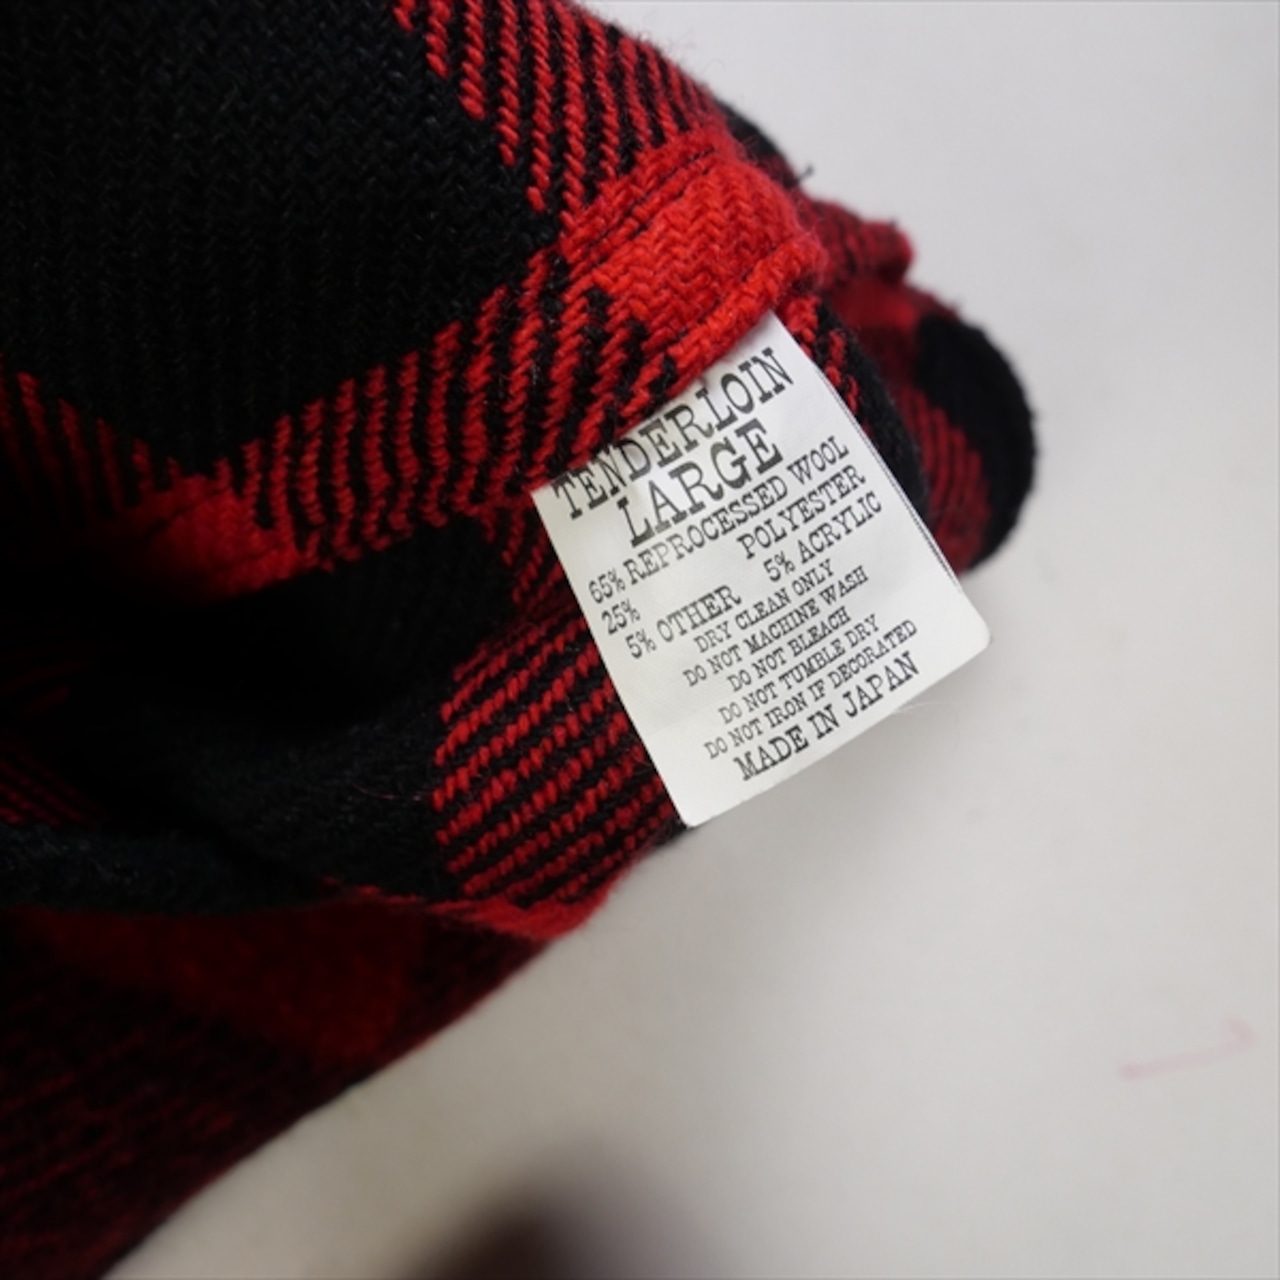 TENDERLOIN
LARGE
65% REPROCESSED WOOL
25% POLYESTER
5% OTHER 5% ACRYLIC
DRY CLEAN ONLY
DO NOT MACHINE WASH
DO NOT BLEACH
DO NOT TUMBLE DRY
DO NOT IRON IF DECORATED
MADE IN JAPAN